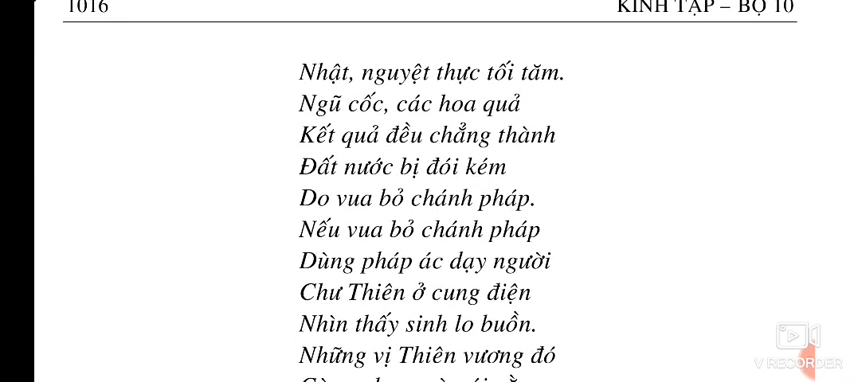 1016 KINH TẬP – BỘ 10
Nhật, nguyệt thực tối tăm.
Ngũ cốc, các hoa quả
Kết quả đều chẳng thành
Đất nước bị đói kém
Do vua bỏ chánh pháp.
Nếu vua bỏ chánh pháp
Dùng pháp ác dạy người
Chư Thiên ở cung điện
Nhìn thấy sinh lo buồn.
Những vị Thiên vương đó
V RECORDER